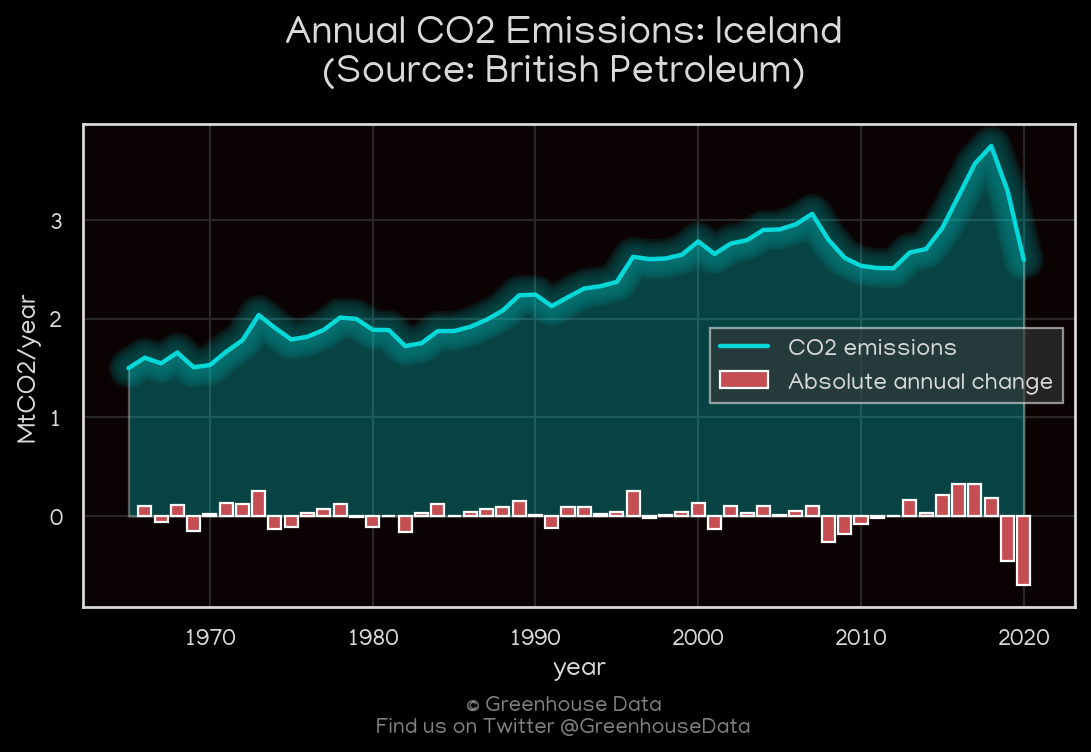 Annual CO2 Emissions: Iceland
(Source: British Petroleum)
MtCO2/year
3
2
1
0
CO2 emissions
Absolute annual change
1970 1980 1990 2000 2010 2020
year
© Greenhouse Data
Find us on Twitter @GreenhouseData